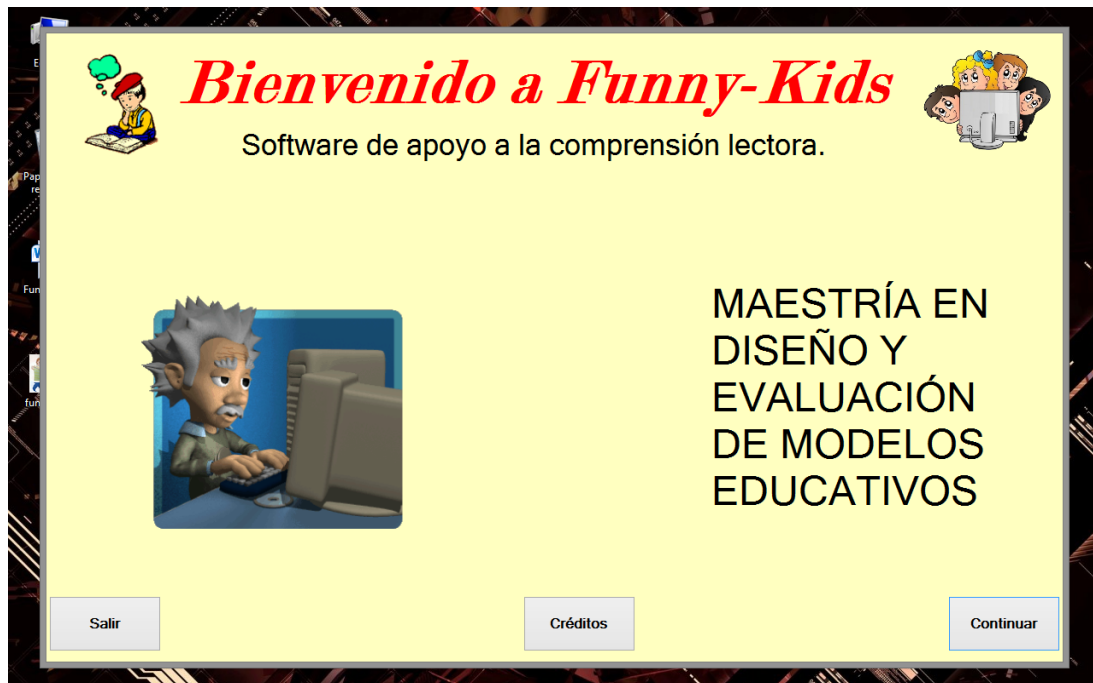 Bienvenido a Funny-Kids
Software de apoyo a la comprensión lectora.
MAESTRÍA EN
DISEÑO Y
EVALUACIÓN
DE MODELOS
EDUCATIVOS
Salir
Créditos
Continuar